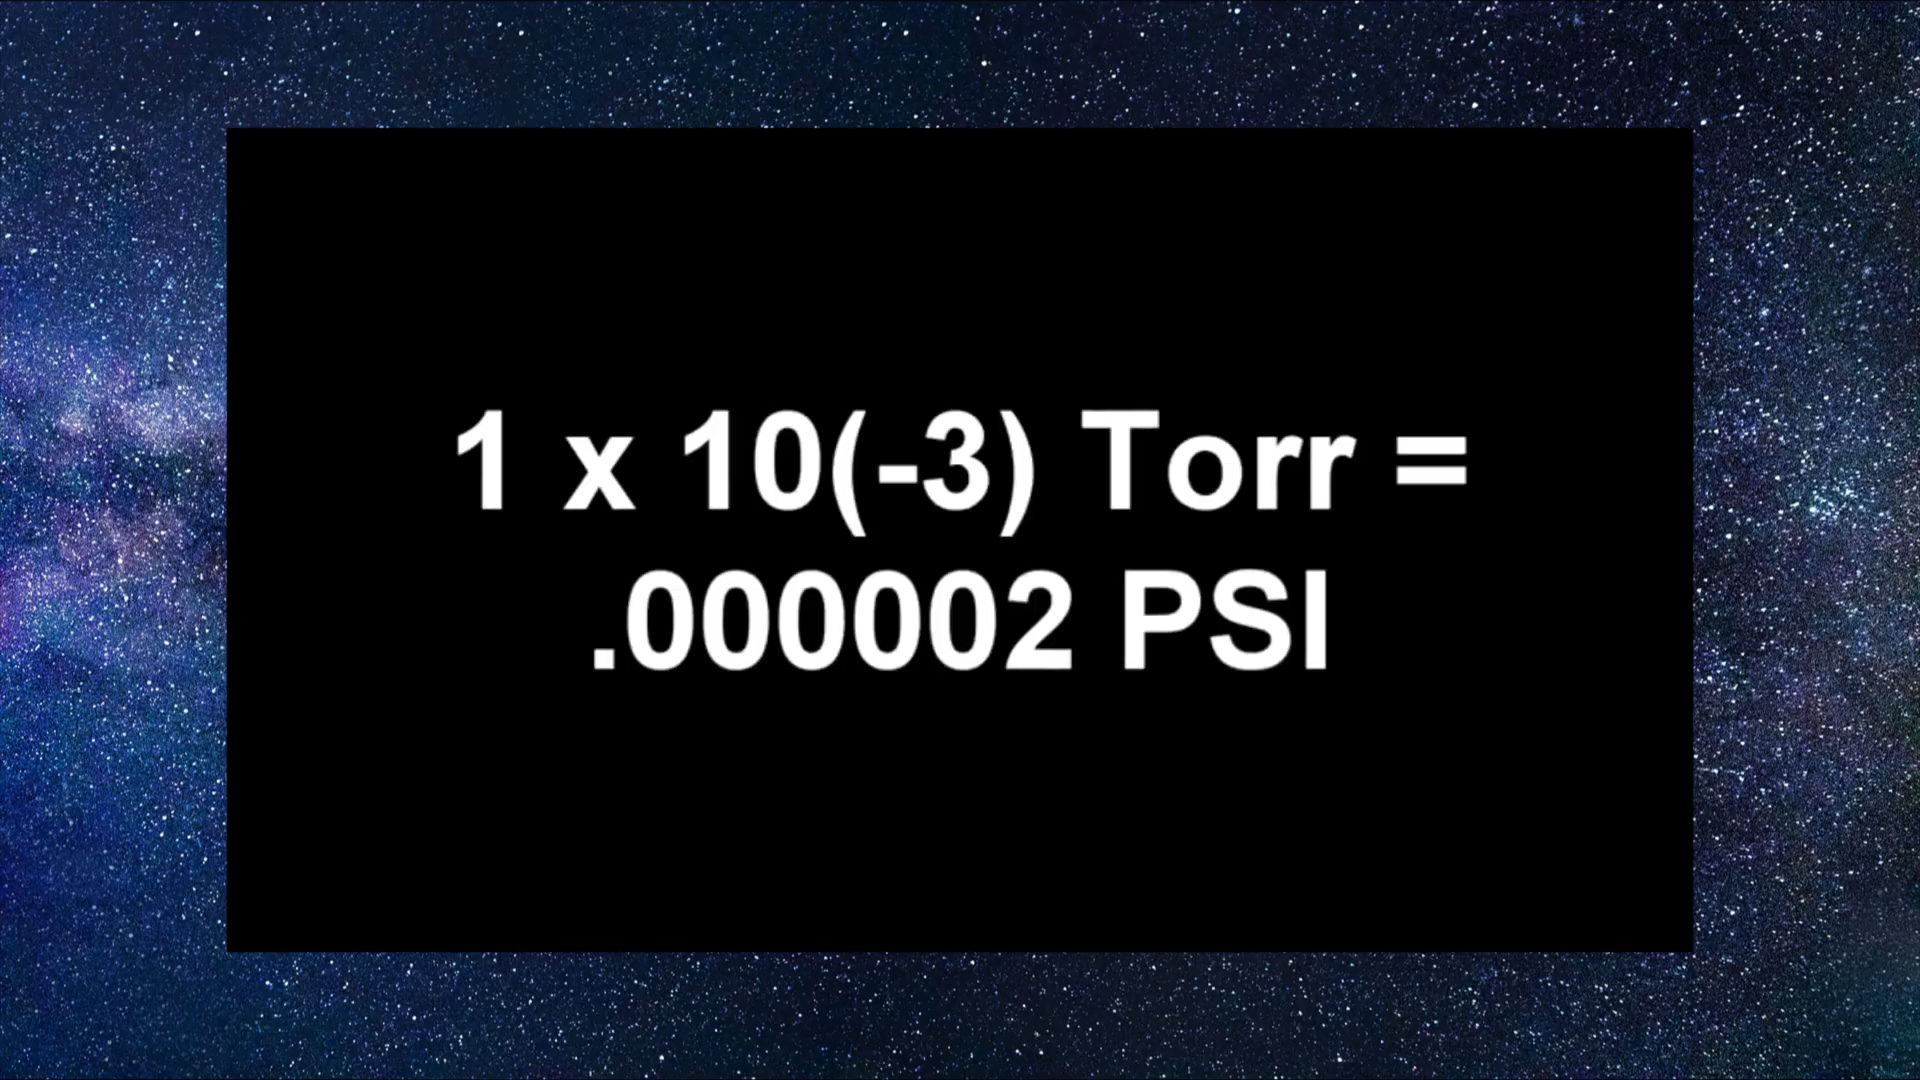 1 x 10(-3) Torr =
.000002 PSI